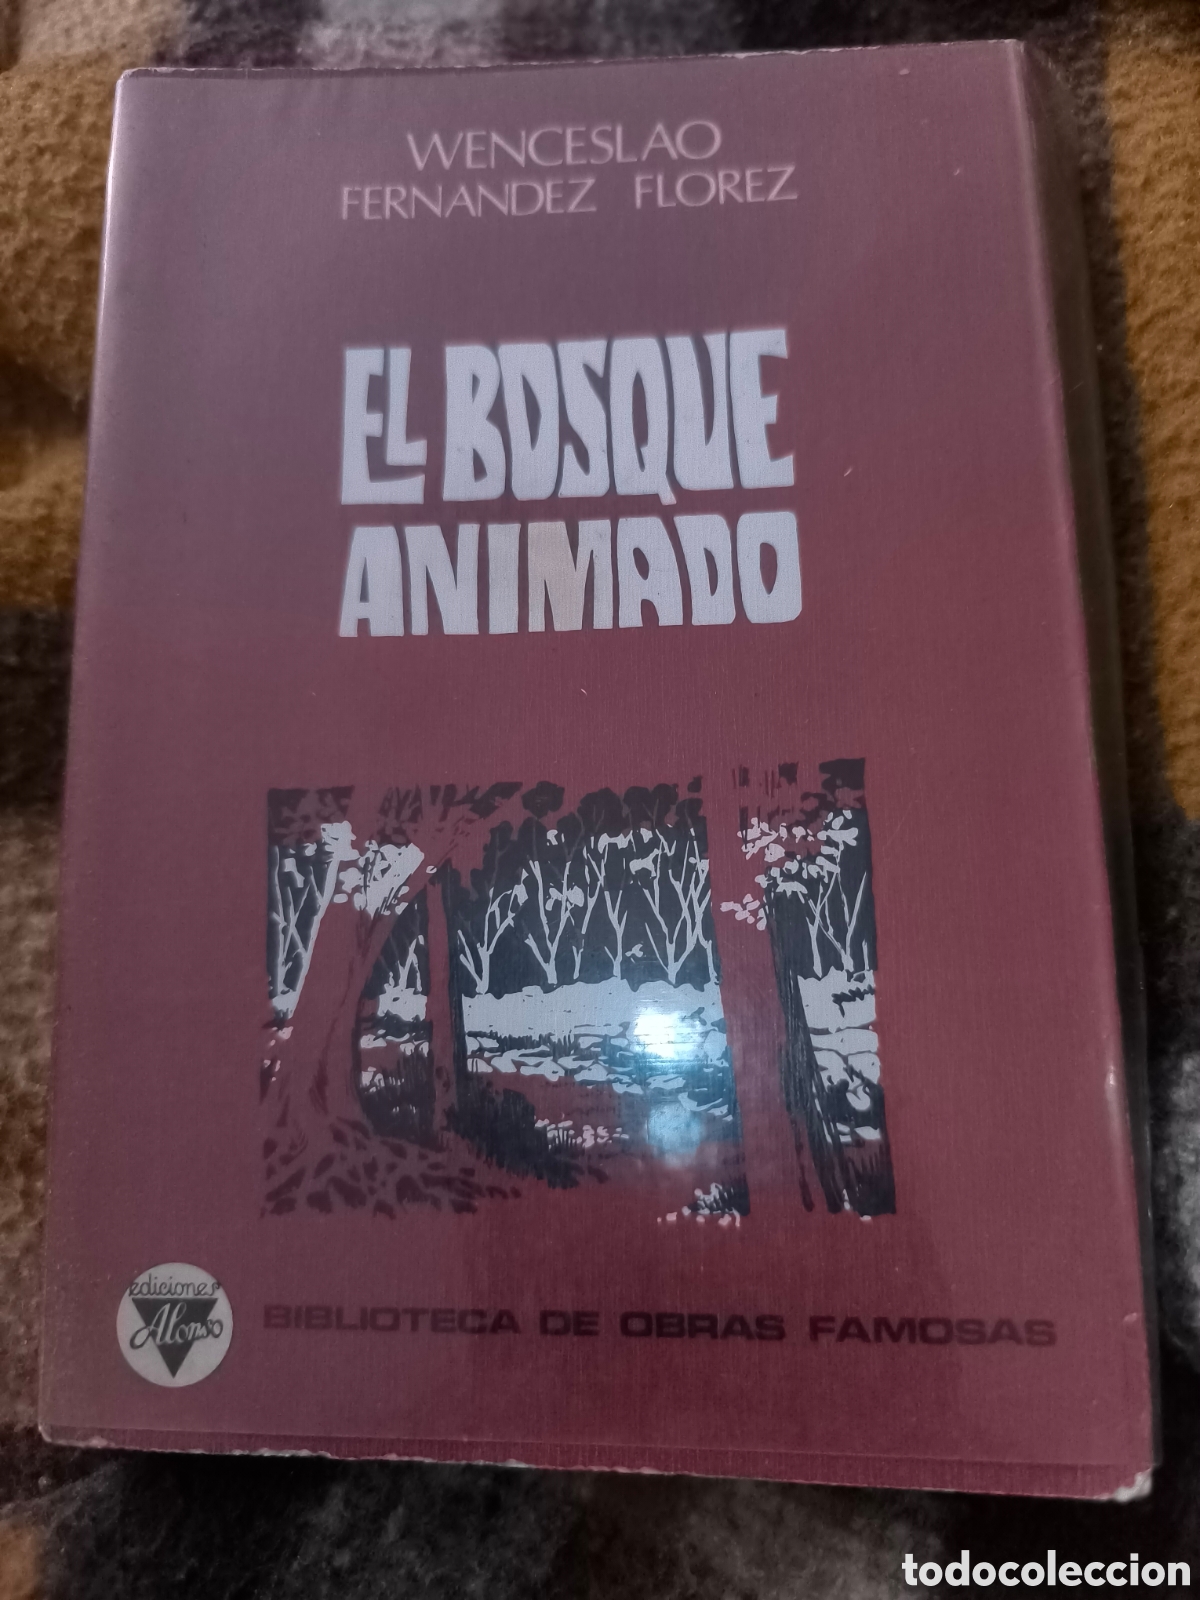 WENCESLAO
FERNANDEZ FLOREZ
EL BOSQUE
ANIMADO
ediciones
Alonso
BIBLIOTECA DE OBRAS FAMOSAS
todocoleccion